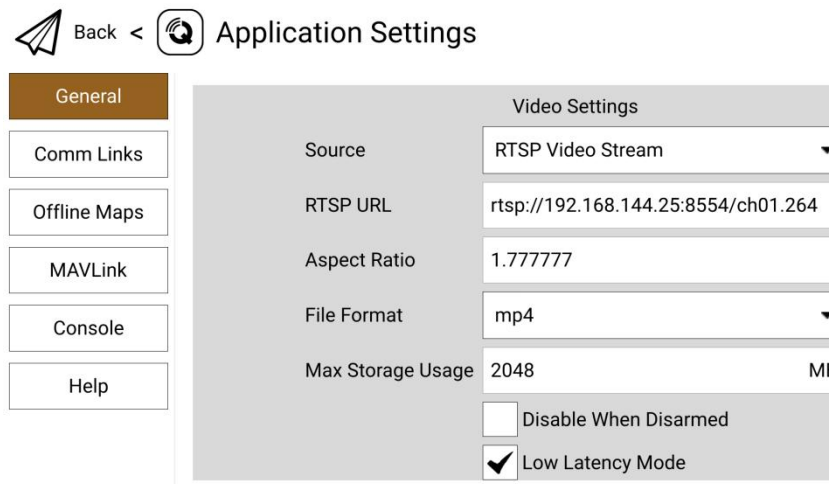 Back < Application Settings
General
Comm Links
Offline Maps
MAVLink
Console
Help
Video Settings
Source RTSP Video Stream
RTSP URL rtsp://192.168.144.25:8554/ch01.264
Aspect Ratio 1.777777
File Format mp4
Max Storage Usage 2048
Disable When Disarmed
Low Latency Mode